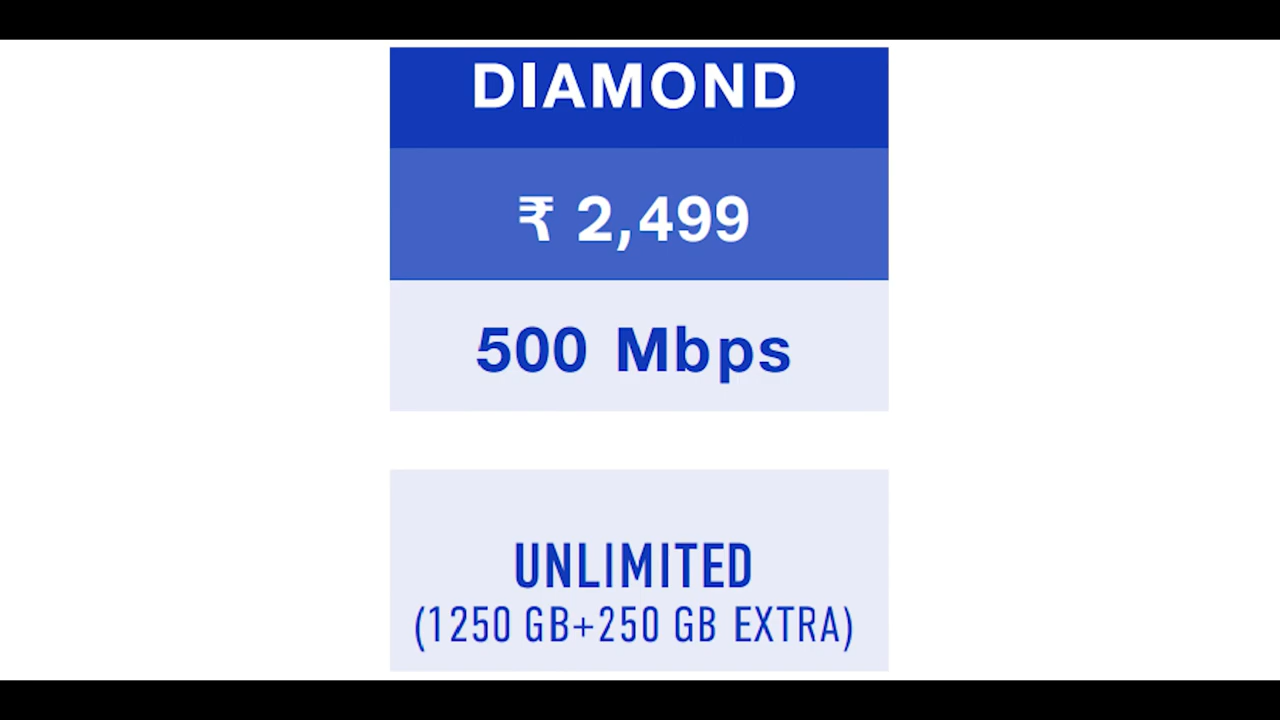 DIAMOND
₹ 2,499
500 Mbps
UNLIMITED
(1250 GB+250 GB EXTRA)